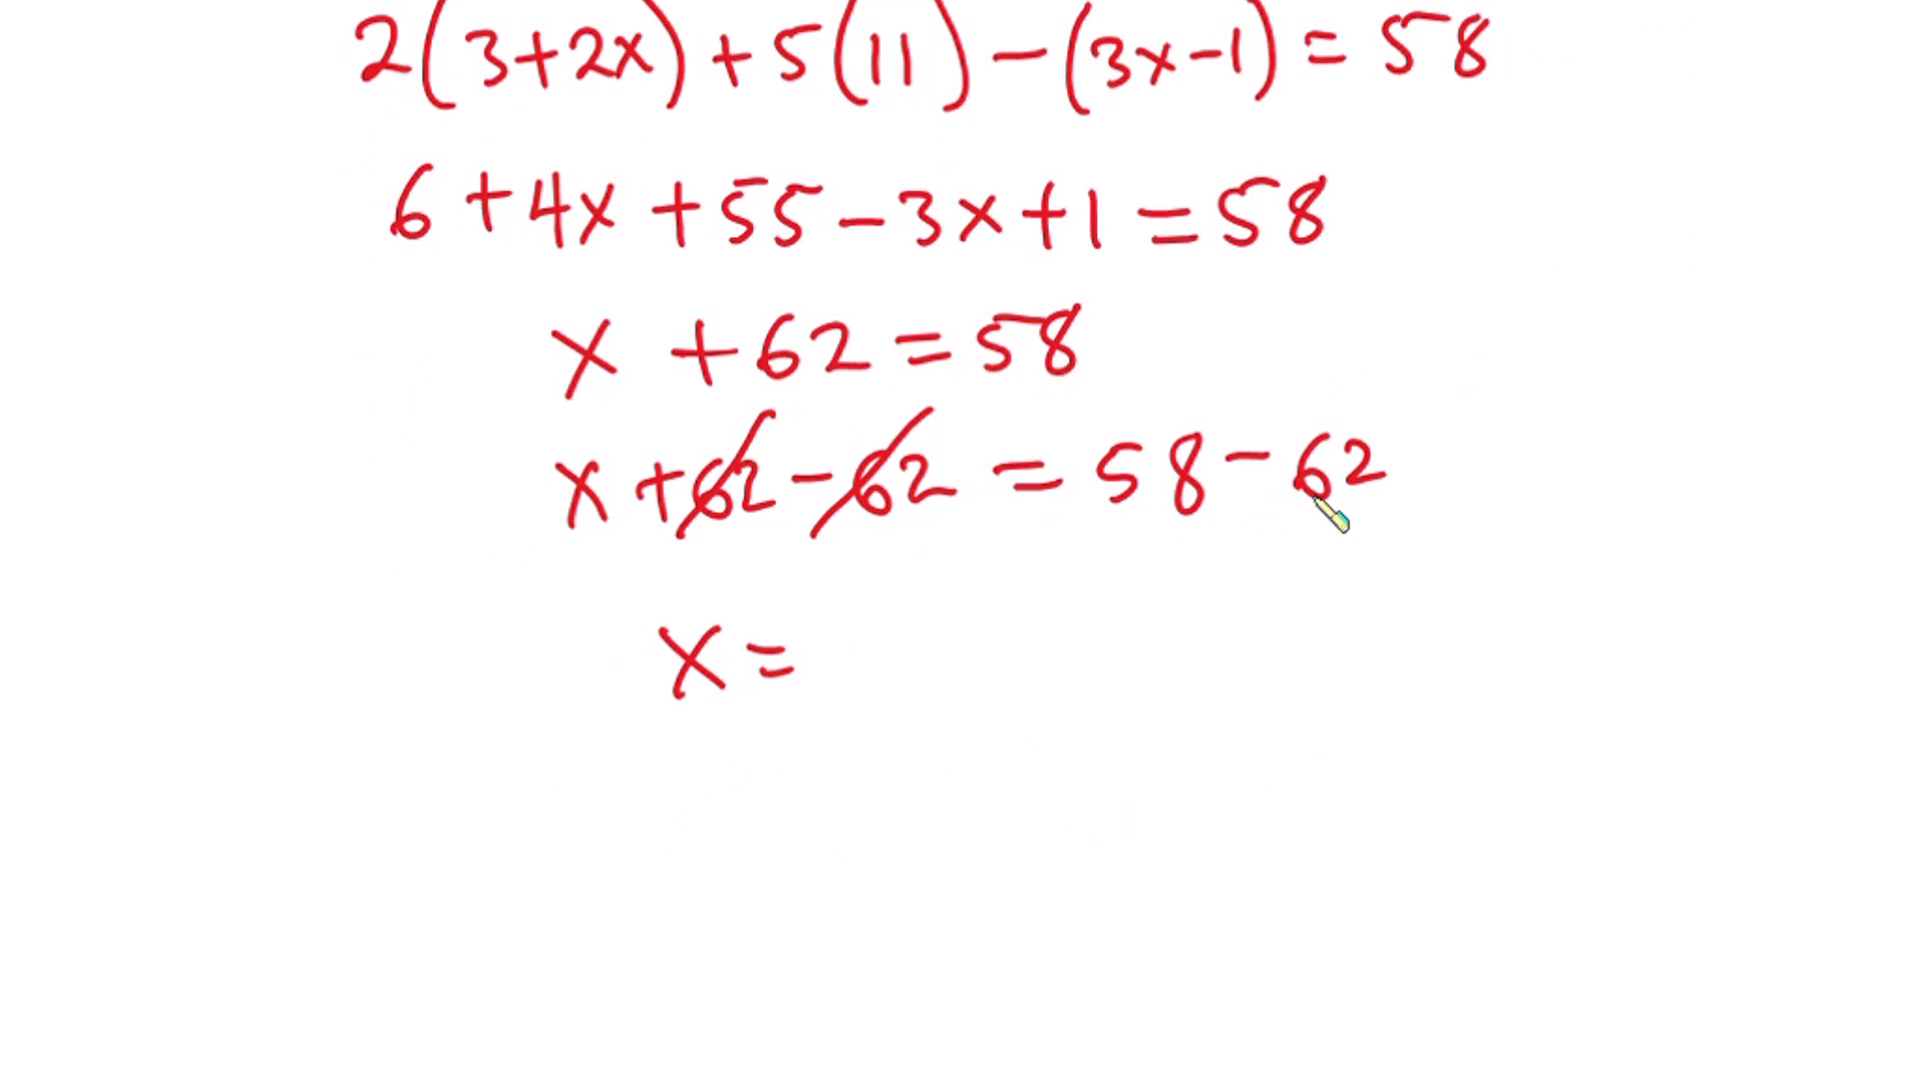 2(3+2x)+5(11)-(3x-1)=58
6+4x+55-3x+1=58
x+62=58
x+62-62=58-62
x=